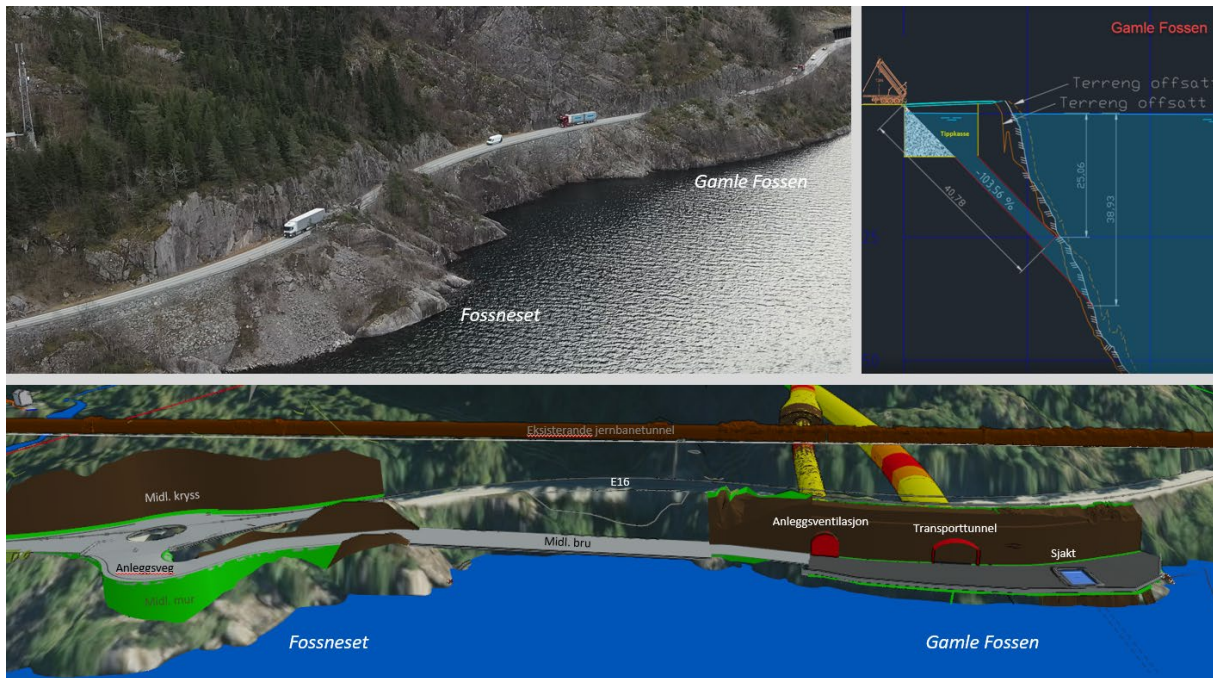 Gamle Fossen
Fossneset
Gamle Fossen
Terreng offsatt
Terreng offsatt
Tippkasse
-103,56 %
40,78
25,06
38,93
Eksisterande jernbanetunnel
Midl. kryss
E16
Anleggsventilasjon
Transporttunnel
Midl. bru
Sjakt
Anleggsveg
Midl. mur
Fossneset
Gamle Fossen